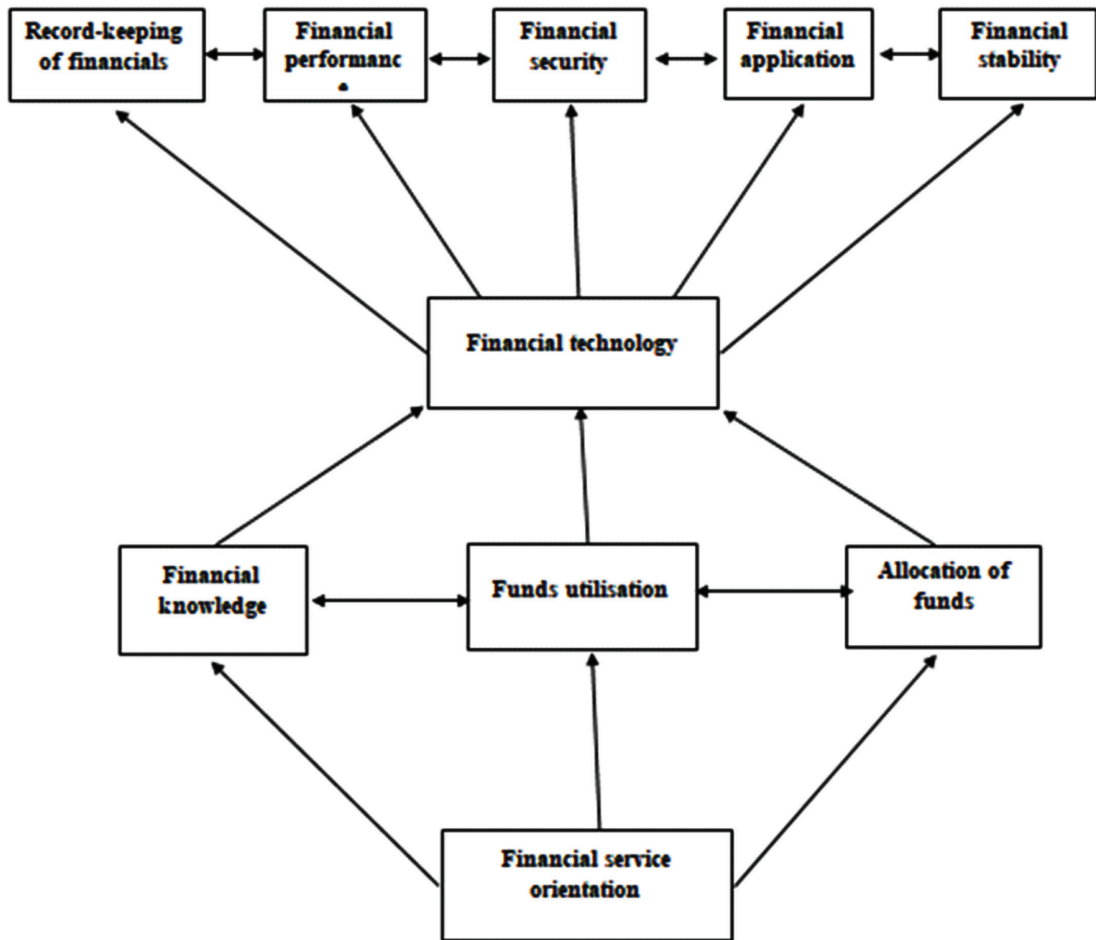 Record-keeping
of financials
Financial
performanc
Financial
security
Financial
application
Financial
stability
Financial technology
Financial
knowledge
Funds utilisation
Allocation of
funds
Financial service
orientation